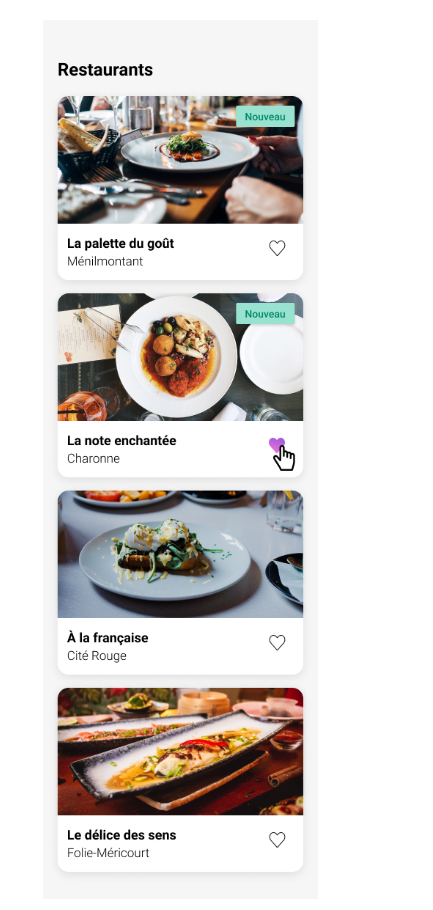 Restaurants
Nouveau
La palette du goût
Ménilmontant
Nouveau
La note enchantée
Charonne
À la française
Cité Rouge
Le délice des sens
Folie-Méricourt